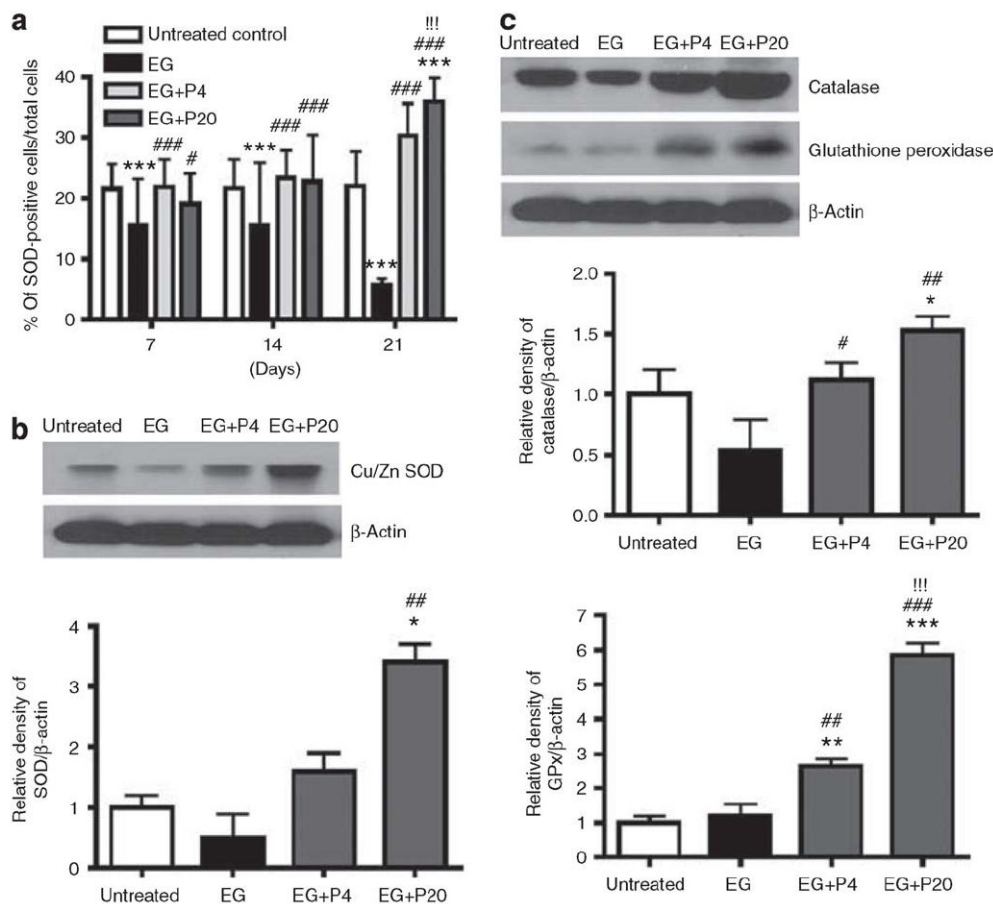 a
Untreated control
EG
EG+P4
EG+P20
% Of SOD-positive cells/total cells
40
30
20
10
0
***
###
#
***
###
###
***
###
!!!
###
***
7
14
21
(Days)
b
Untreated EG EG+P4 EG+P20
Cu/Zn SOD
β-Actin
Relative density of
SOD/β-actin
4
3
2
1
0
##
*
Untreated EG EG+P4 EG+P20
c
Untreated EG EG+P4 EG+P20
Catalase
Glutathione peroxidase
β-Actin
Relative density of
catalase/β-actin
2.0
1.5
1.0
0.5
0.0
#
##
*
Untreated EG EG+P4 EG+P20
Relative density of
GPx/β-actin
7
6
5
4
3
2
1
0
##
**
!!!
###
***
Untreated EG EG+P4 EG+P20